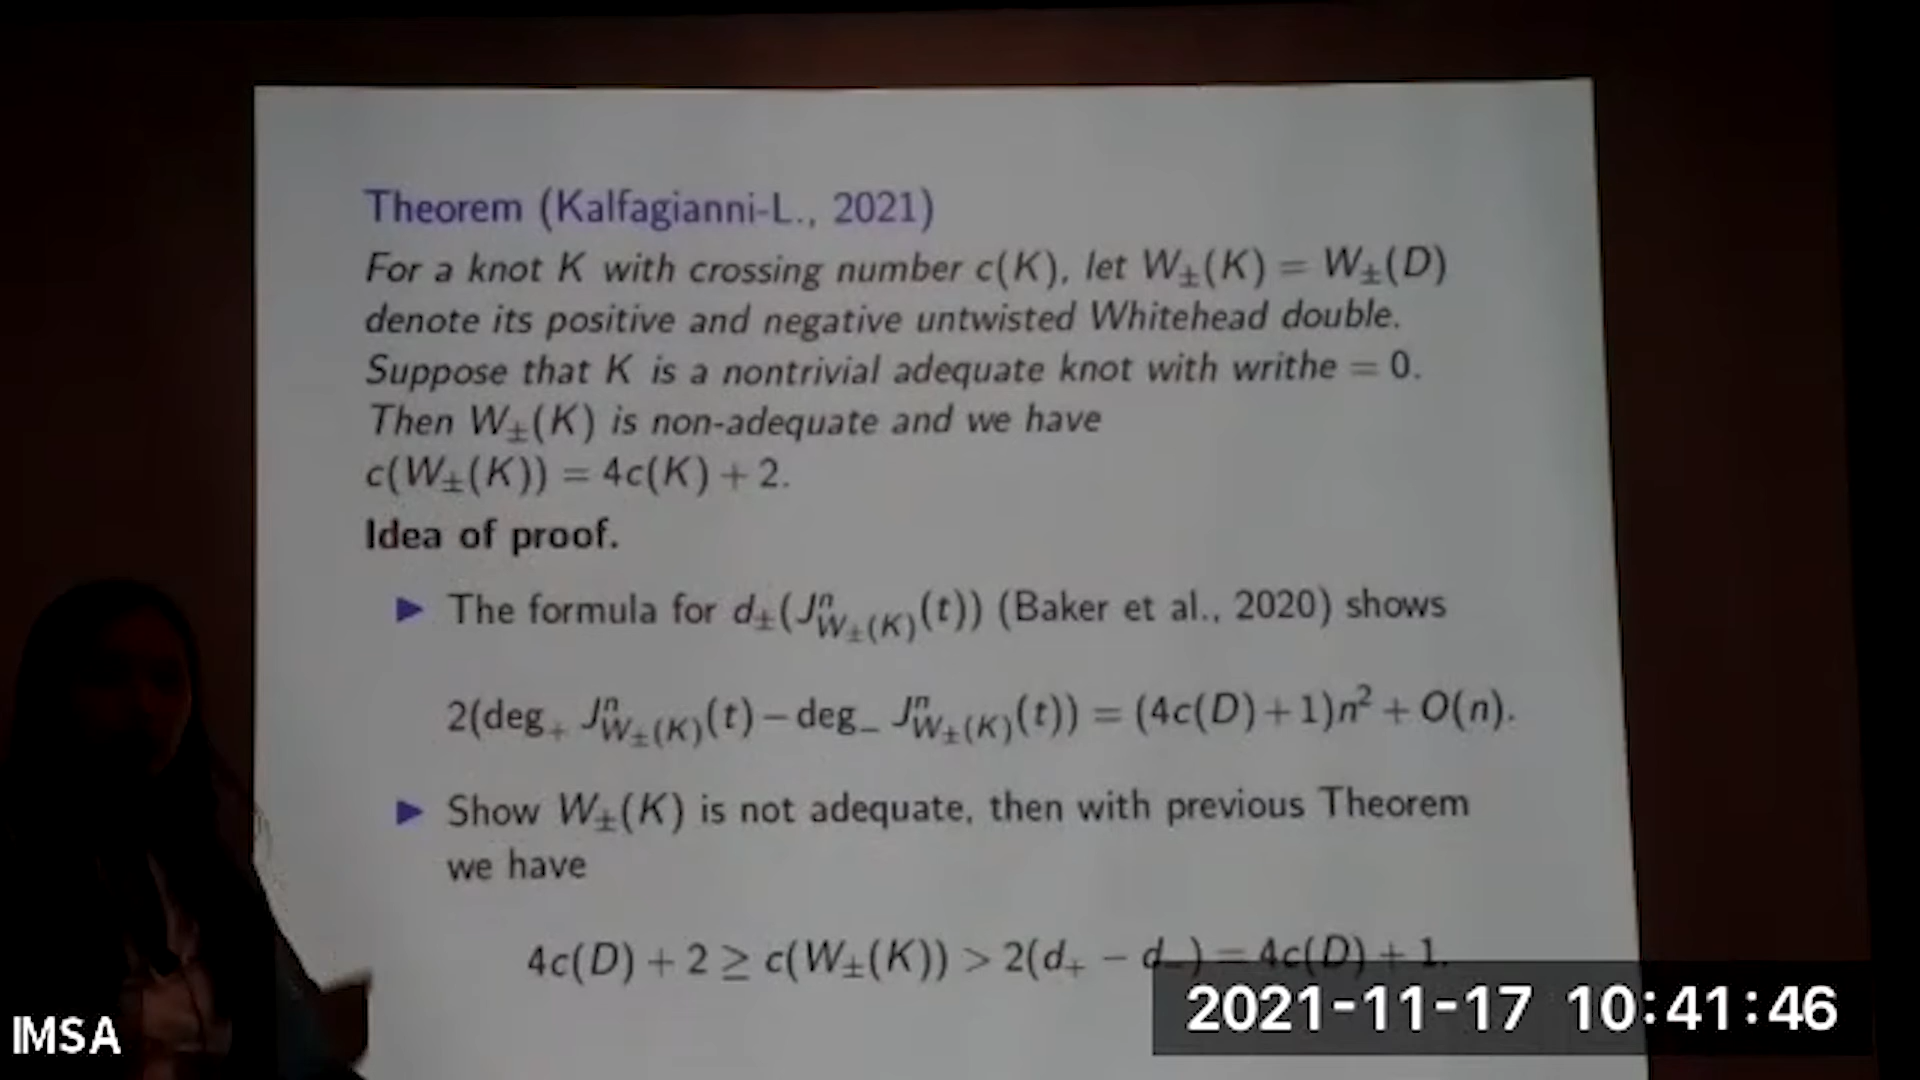 Theorem (Kalfagianni-L., 2021)
For a knot K with crossing number c(K), let W±(K) = W±(D)
denote its positive and negative untwisted Whitehead double.
Suppose that K is a nontrivial adequate knot with writhe = 0.
Then W±(K) is non-adequate and we have
c(W±(K)) = 4c(K) + 2.
Idea of proof.
▶ The formula for d±(Jⁿ_{W±(K)}(t)) (Baker et al., 2020) shows
2(deg₊ Jⁿ_{W±(K)}(t) − deg₋ Jⁿ_{W±(K)}(t)) = (4c(D)+1)n² + O(n).
▶ Show W±(K) is not adequate, then with previous Theorem
we have
4c(D) + 2 ≥ c(W±(K)) > 2(d₊ − d₋) = 4c(D) + 1.
2021-11-17 10:41:46
IMSA